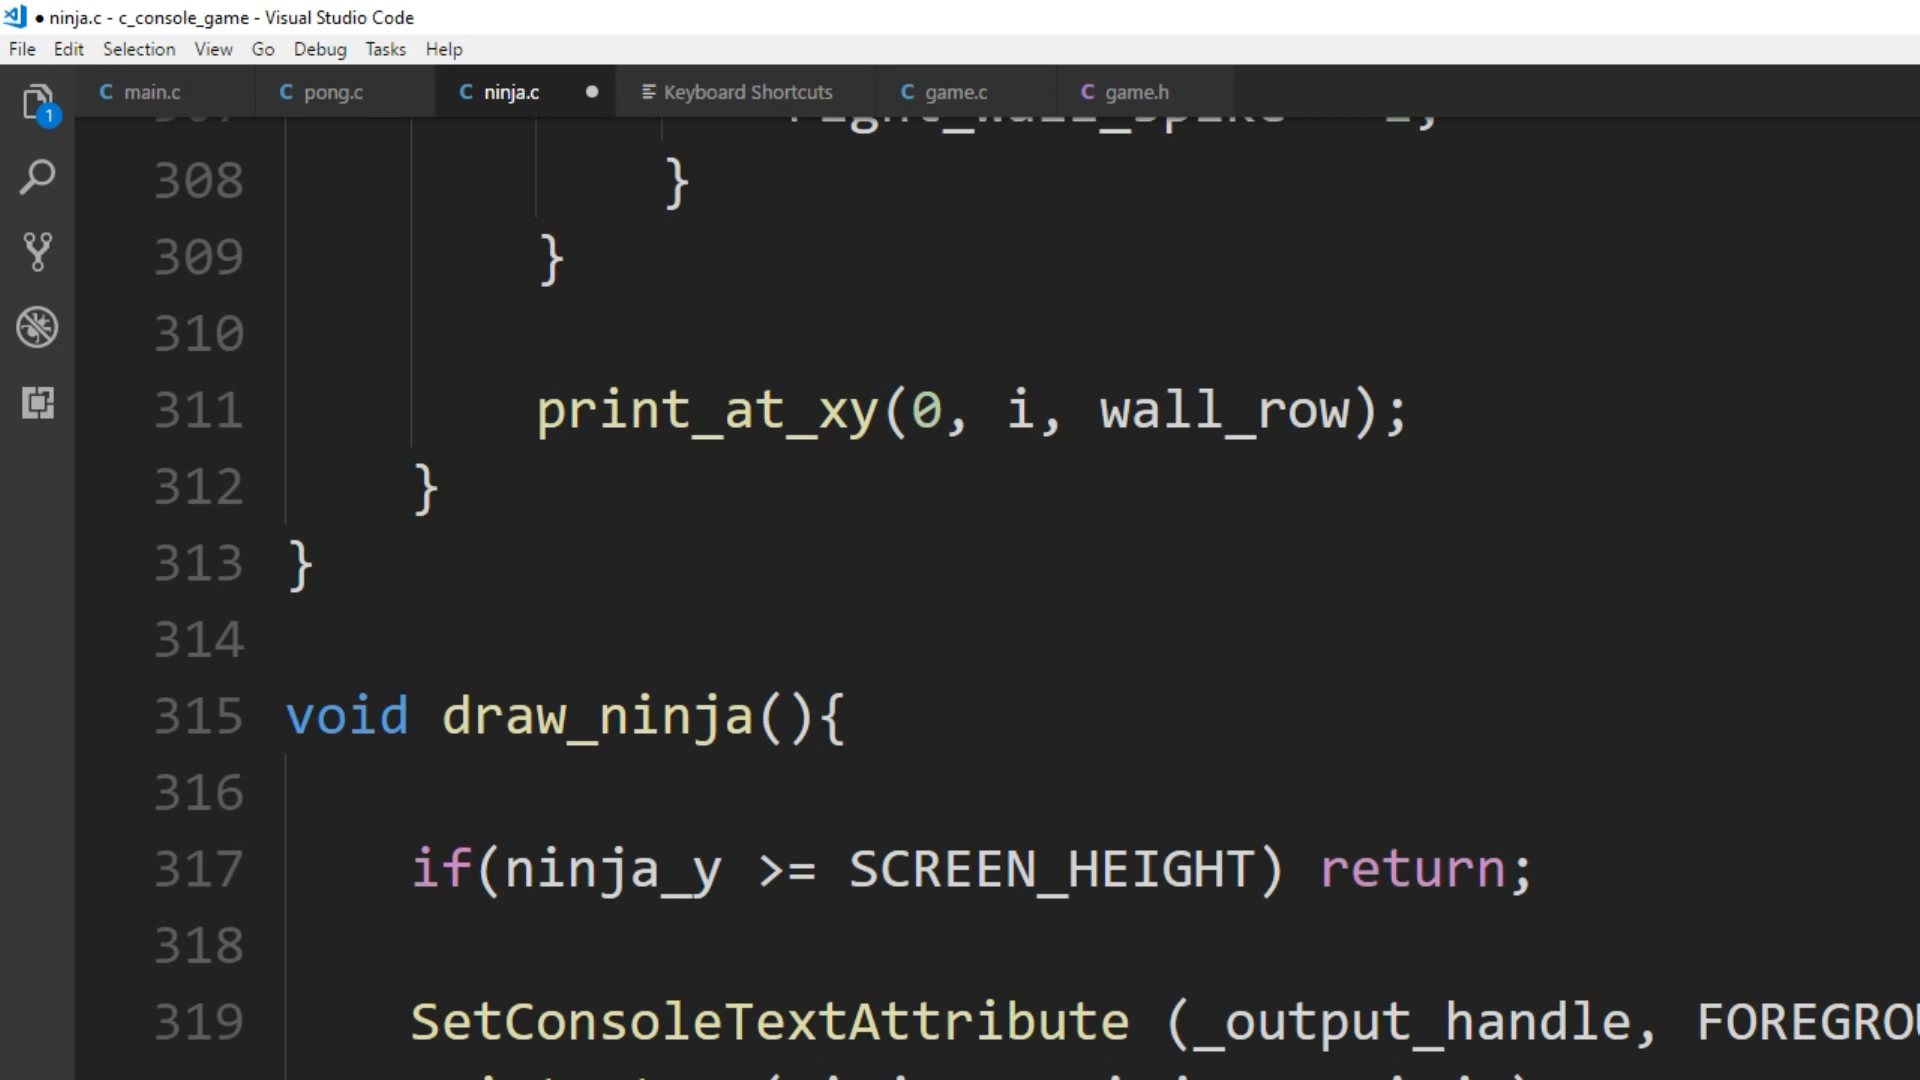 ● ninja.c - c_console_game - Visual Studio Code
File Edit Selection View Go Debug Tasks Help
main.c pong.c ninja.c ● Keyboard Shortcuts game.c game.h
1
308 }
309 }
310
311 print_at_xy(0, i, wall_row);
312 }
313 }
314
315 void draw_ninja(){
316
317 if(ninja_y >= SCREEN_HEIGHT) return;
318
319 SetConsoleTextAttribute (_output_handle, FOREGROU